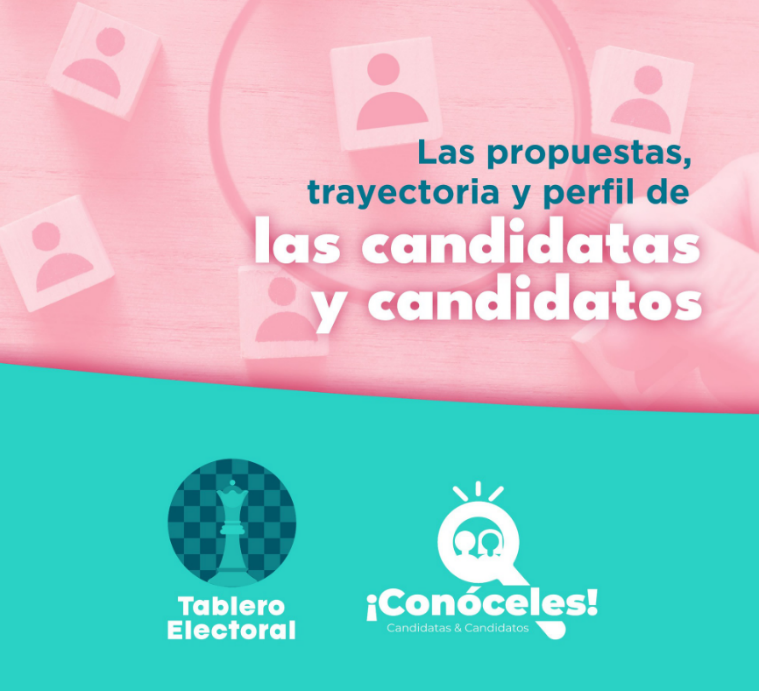 Las propuestas,
trayectoria y perfil de
las candidatas
y candidatos
Tablero
Electoral
¡Conóceles!
Candidatas & Candidatos